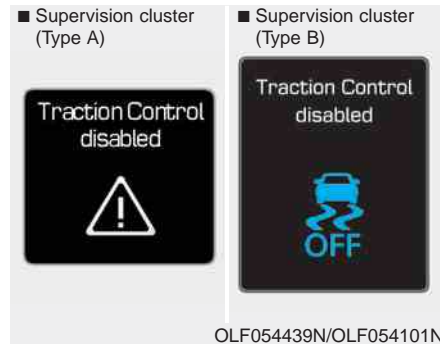 ■ Supervision cluster
(Type A)
Traction Control
disabled
■ Supervision cluster
(Type B)
Traction Control
disabled
OFF
OLF054439N/OLF054101N